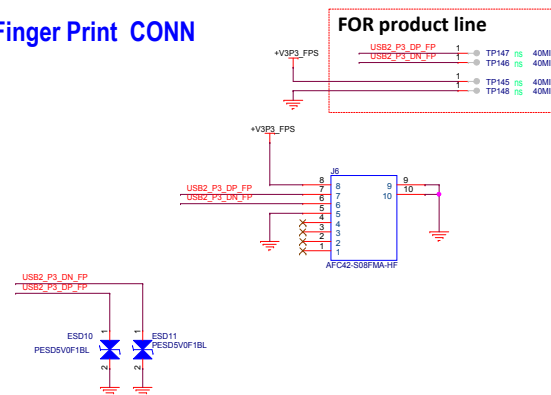 Finger Print CONN
FOR product line
+V3P3_FPS
USB2_P3_DP_FP 1 TP147 ns 40MI
USB2_P3_DN_FP 1 TP146 ns 40MI
1 TP145 ns 40MI
1 TP148 ns 40MI
+V3P3_FPS
J6
8 8 9 9
USB2_P3_DP_FP 7 7 10 10
USB2_P3_DN_FP 6 6
5 5
4 4
3 3
2 2
1 1
AFC42-S08FMA-HF
USB2_P3_DN_FP
USB2_P3_DP_FP
1 1
ESD10 ESD11
PESD5V0F1BL PESD5V0F1BL
2 2